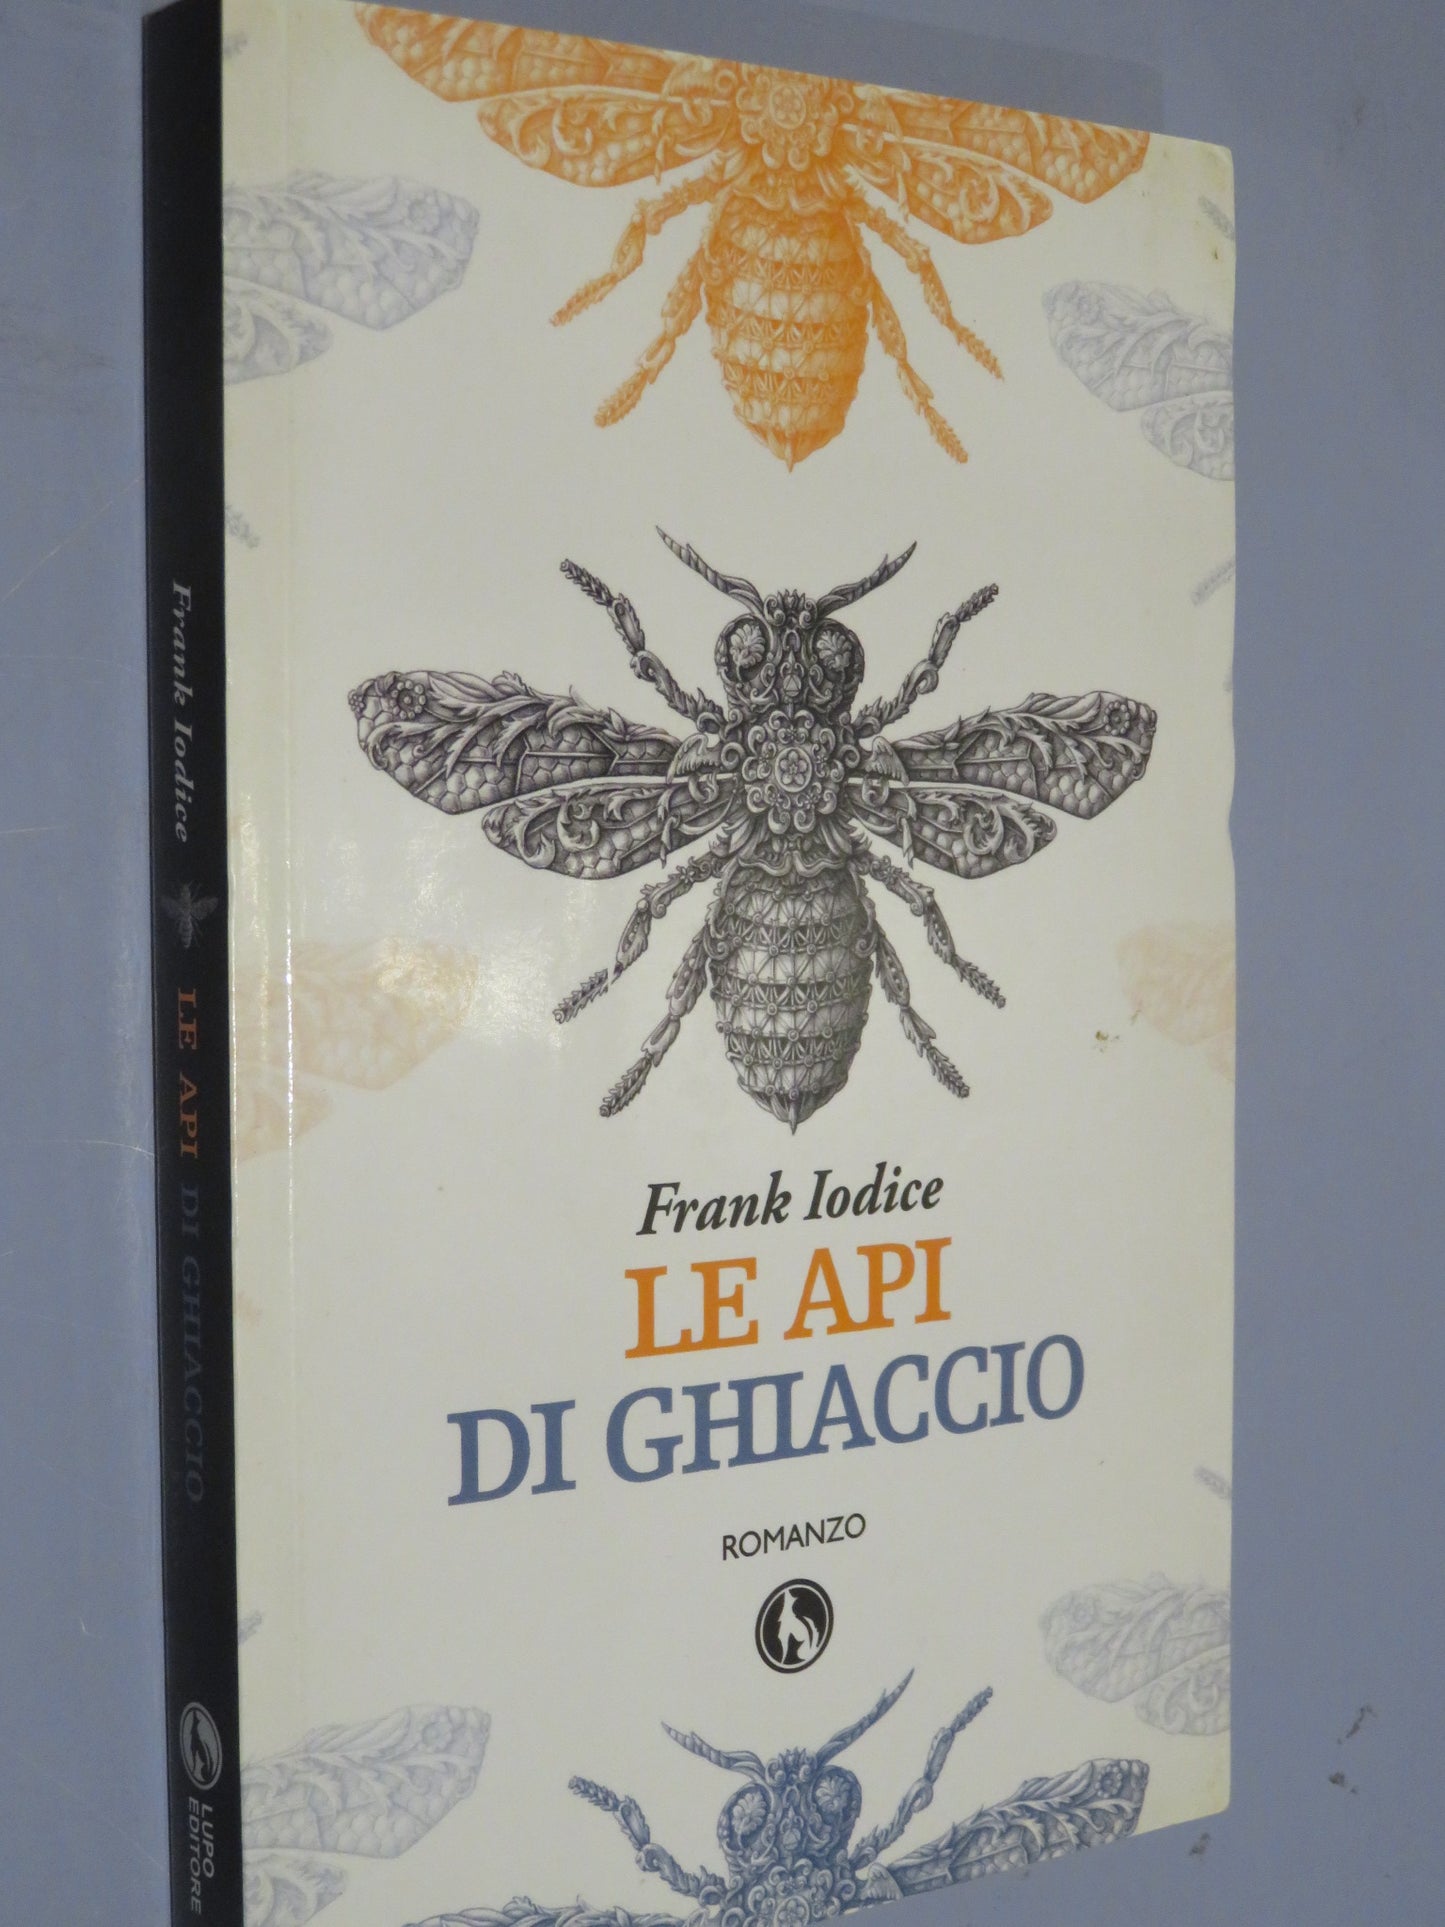 Frank Iodice
LE API
DI GHIACCIO
ROMANZO
Frank Iodice LE API DI GHIACCIO
LUPO
EDITORE